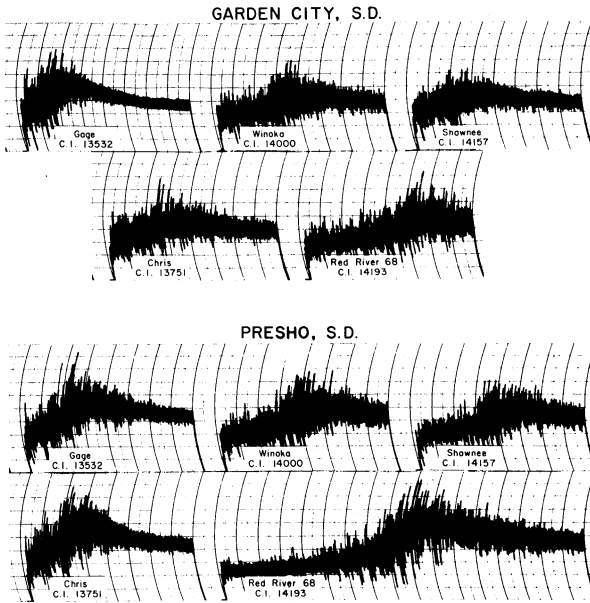 GARDEN CITY, S.D.
Gage
C.I. 13532
Winoka
C.I. 14000
Shawnee
C.I. 14157
Chris
C.I. 13751
Red River 68
C.I. 14193
PRESHO, S.D.
Gage
C.I. 13532
Winoka
C.I. 14000
Shawnee
C.I. 14157
Chris
C.I. 13751
Red River 68
C.I. 14193